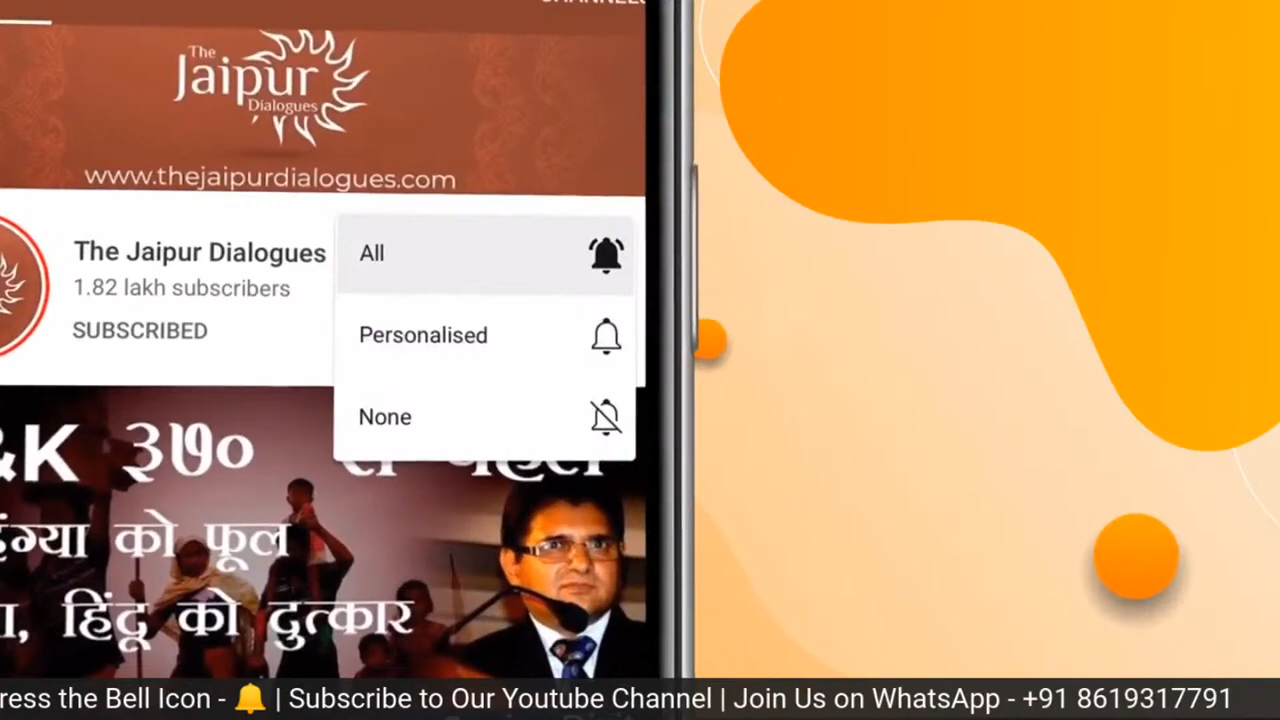 The
Jaipur
Dialogues
www.thejaipurdialogues.com
The Jaipur Dialogues
1.82 lakh subscribers
SUBSCRIBED
All
Personalised
None
&K ३७०
को फूल
हिंदू को दुत्कार
the Bell Icon - 🔔 | Subscribe to Our Youtube Channel | Join Us on WhatsApp - +91 8619317791